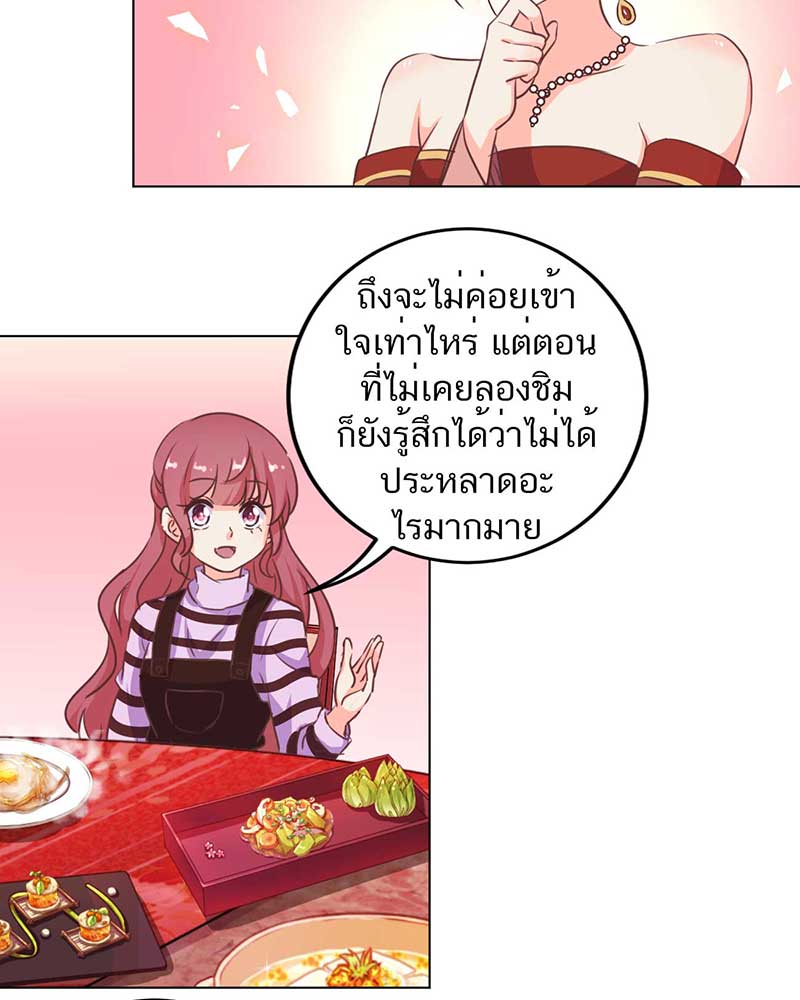 ถึงจะไม่ค่อยเข้า
ใจเท่าไหร่ แต่ตอน
ที่ไม่เคยลองชิม
ก็ยังรู้สึกได้ว่าไม่ได้
ประหลาดอะ
ไรมากมาย